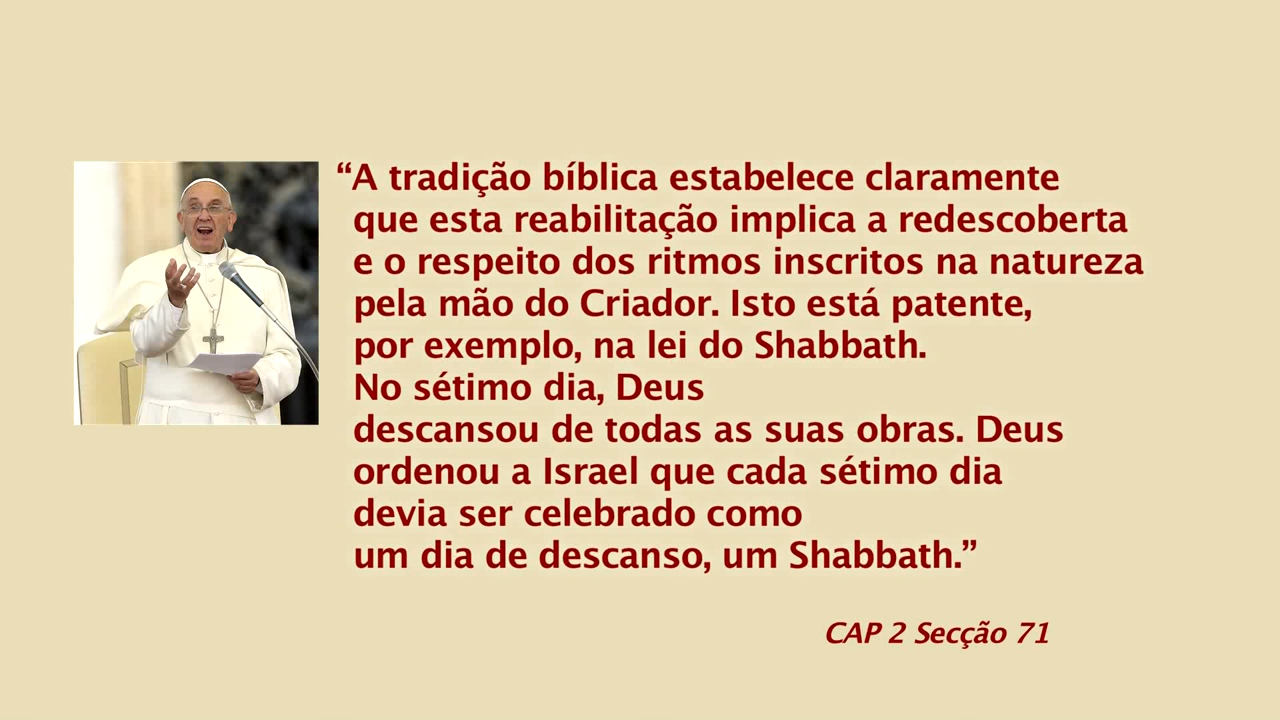 “A tradição bíblica estabelece claramente
que esta reabilitação implica a redescoberta
e o respeito dos ritmos inscritos na natureza
pela mão do Criador. Isto está patente,
por exemplo, na lei do Shabbath.
No sétimo dia, Deus
descansou de todas as suas obras. Deus
ordenou a Israel que cada sétimo dia
devia ser celebrado como
um dia de descanso, um Shabbath.”
CAP 2 Secção 71